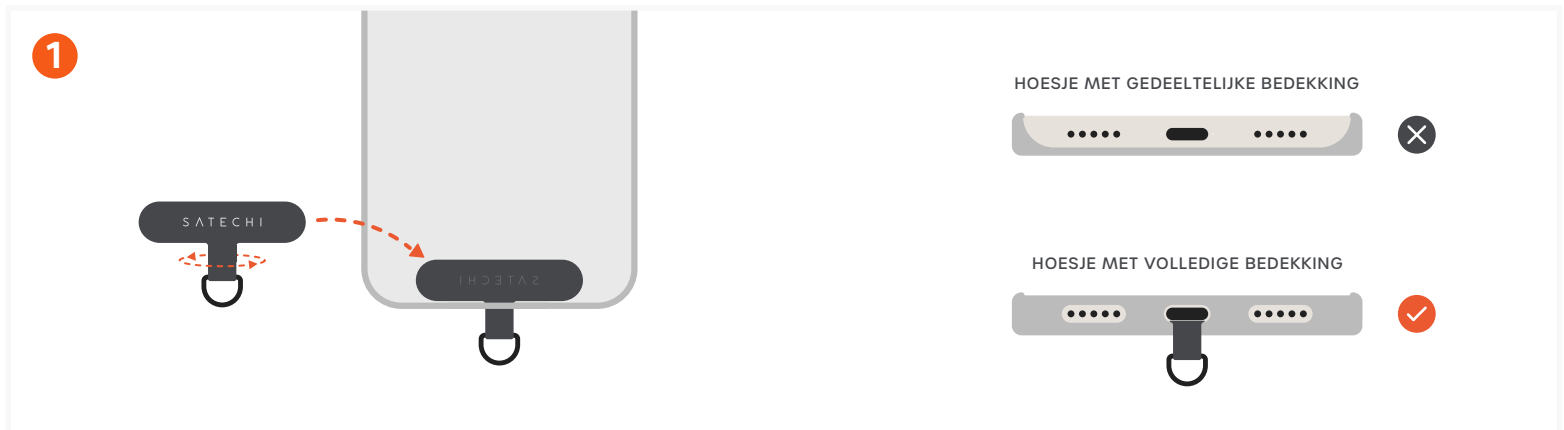 1
HOESJE MET GEDEELTELIJKE BEDEKKING
SATECHI
SATECHI
HOESJE MET VOLLEDIGE BEDEKKING